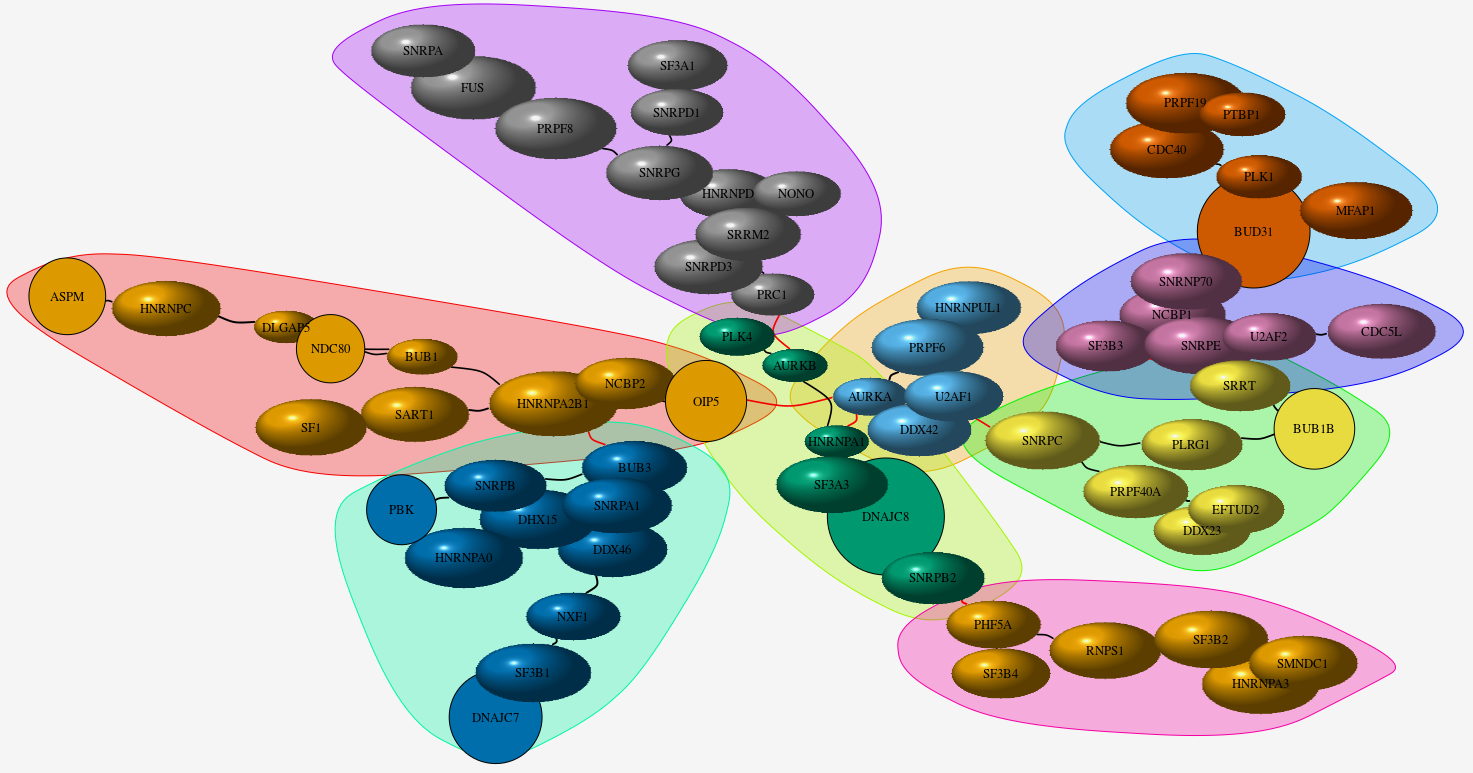 SNRPA
FUS
PRPF8
SF3A1
SNRPD1
SNRPG
HNRNPD
NONO
SRRM2
SNRPD3
PRC1
PRPF19
PTBP1
CDC40
PLK1
MFAP1
BUD31
SNRNP70
NCBP1
SF3B3
SNRPE
U2AF2
CDC5L
ASPM
HNRNPC
DLGAP5
NDC80
BUB1
HNRNPA2B1
NCBP2
OIP5
SART1
SF1
PLK4
AURKB
HNRNPUL1
PRPF6
AURKA
U2AF1
DDX42
HNRNPA1
SF3A3
DNAJC8
SNRPB2
SRRT
BUB1B
SNRPC
PLRG1
PRPF40A
EFTUD2
DDX23
BUB3
SNRPB
PBK
SNRPA1
DHX15
DDX46
HNRNPA0
NXF1
SF3B1
DNAJC7
PHF5A
RNPS1
SF3B2
SF3B4
SMNDC1
HNRNPA3